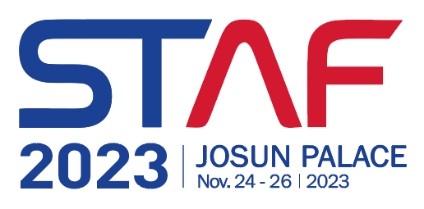 STAF
2023 | JOSUN PALACE
Nov. 24 - 26 | 2023